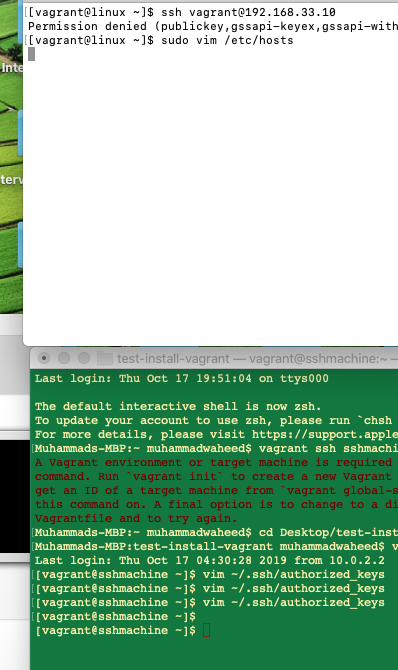 [[vagrant@linux ~]$ ssh vagrant@192.168.33.10
Permission denied (publickey,gssapi-keyex,gssapi-with
[[vagrant@linux ~]$ sudo vim /etc/hosts
Inte
terv
test-install-vagrant — vagrant@sshmachine:~ —
Last login: Thu Oct 17 19:51:04 on ttys000
The default interactive shell is now zsh.
To update your account to use zsh, please run `chsh
For more details, please visit https://support.apple
[Muhammads-MBP:~ muhammadwaheed$ vagrant ssh sshmachi
A Vagrant environment or target machine is required
command. Run `vagrant init` to create a new Vagrant
get an ID of a target machine from `vagrant global-s
this command on. A final option is to change to a di
Vagrantfile and to try again.
[Muhammads-MBP:~ muhammadwaheed$ cd Desktop/test-inst
[Muhammads-MBP:test-install-vagrant muhammadwaheed$ v
Last login: Thu Oct 17 04:30:28 2019 from 10.0.2.2
[[vagrant@sshmachine ~]$ vim ~/.ssh/authorized_keys
[[vagrant@sshmachine ~]$ vim ~/.ssh/authorized_keys
[[vagrant@sshmachine ~]$ vim ~/.ssh/authorized_keys
[[vagrant@sshmachine ~]$
[vagrant@sshmachine ~]$